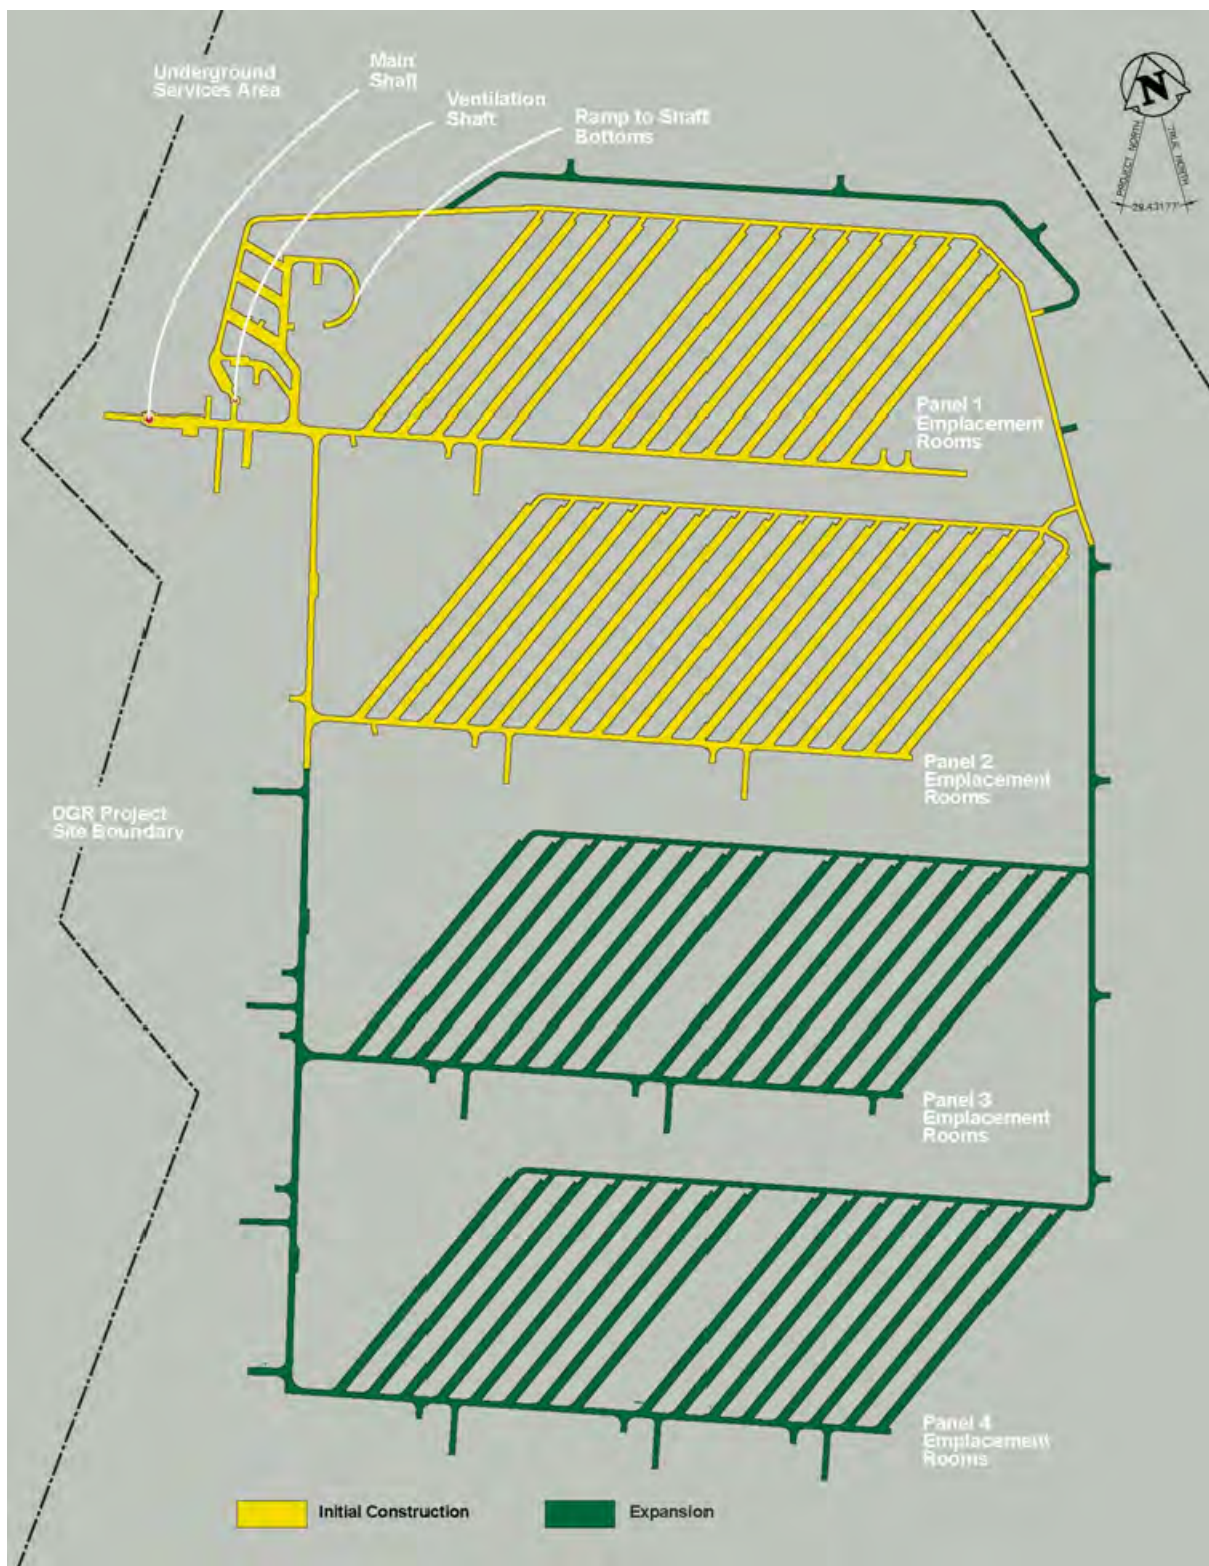 Underground
Services Area
Main
Shaft
Ventilation
Shaft
Ramp to Shaft
Bottoms
N
PROJECT NORTH
TRUE NORTH
29.43177°
Panel 1
Emplacement
Rooms
Panel 2
Emplacement
Rooms
DGR Project
Site Boundary
Panel 3
Emplacement
Rooms
Panel 4
Emplacement
Rooms
Initial Construction
Expansion